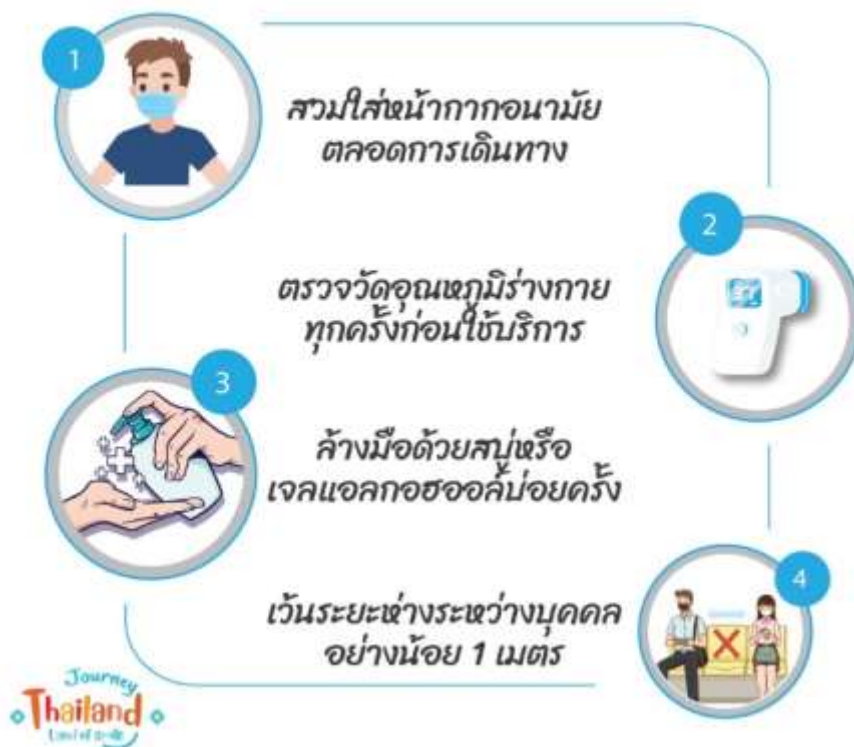 1
สวมใส่หน้ากากอนามัย
ตลอดการเดินทาง
2
ตรวจวัดอุณหภูมิร่างกาย
ทุกครั้งก่อนใช้บริการ
3
ล้างมือด้วยสบู่หรือ
เจลแอลกอฮออล์บ่อยครั้ง
4
เว้นระยะห่างระหว่างบุคคล
อย่างน้อย 1 เมตร
Journey
Thailand
Land of smile